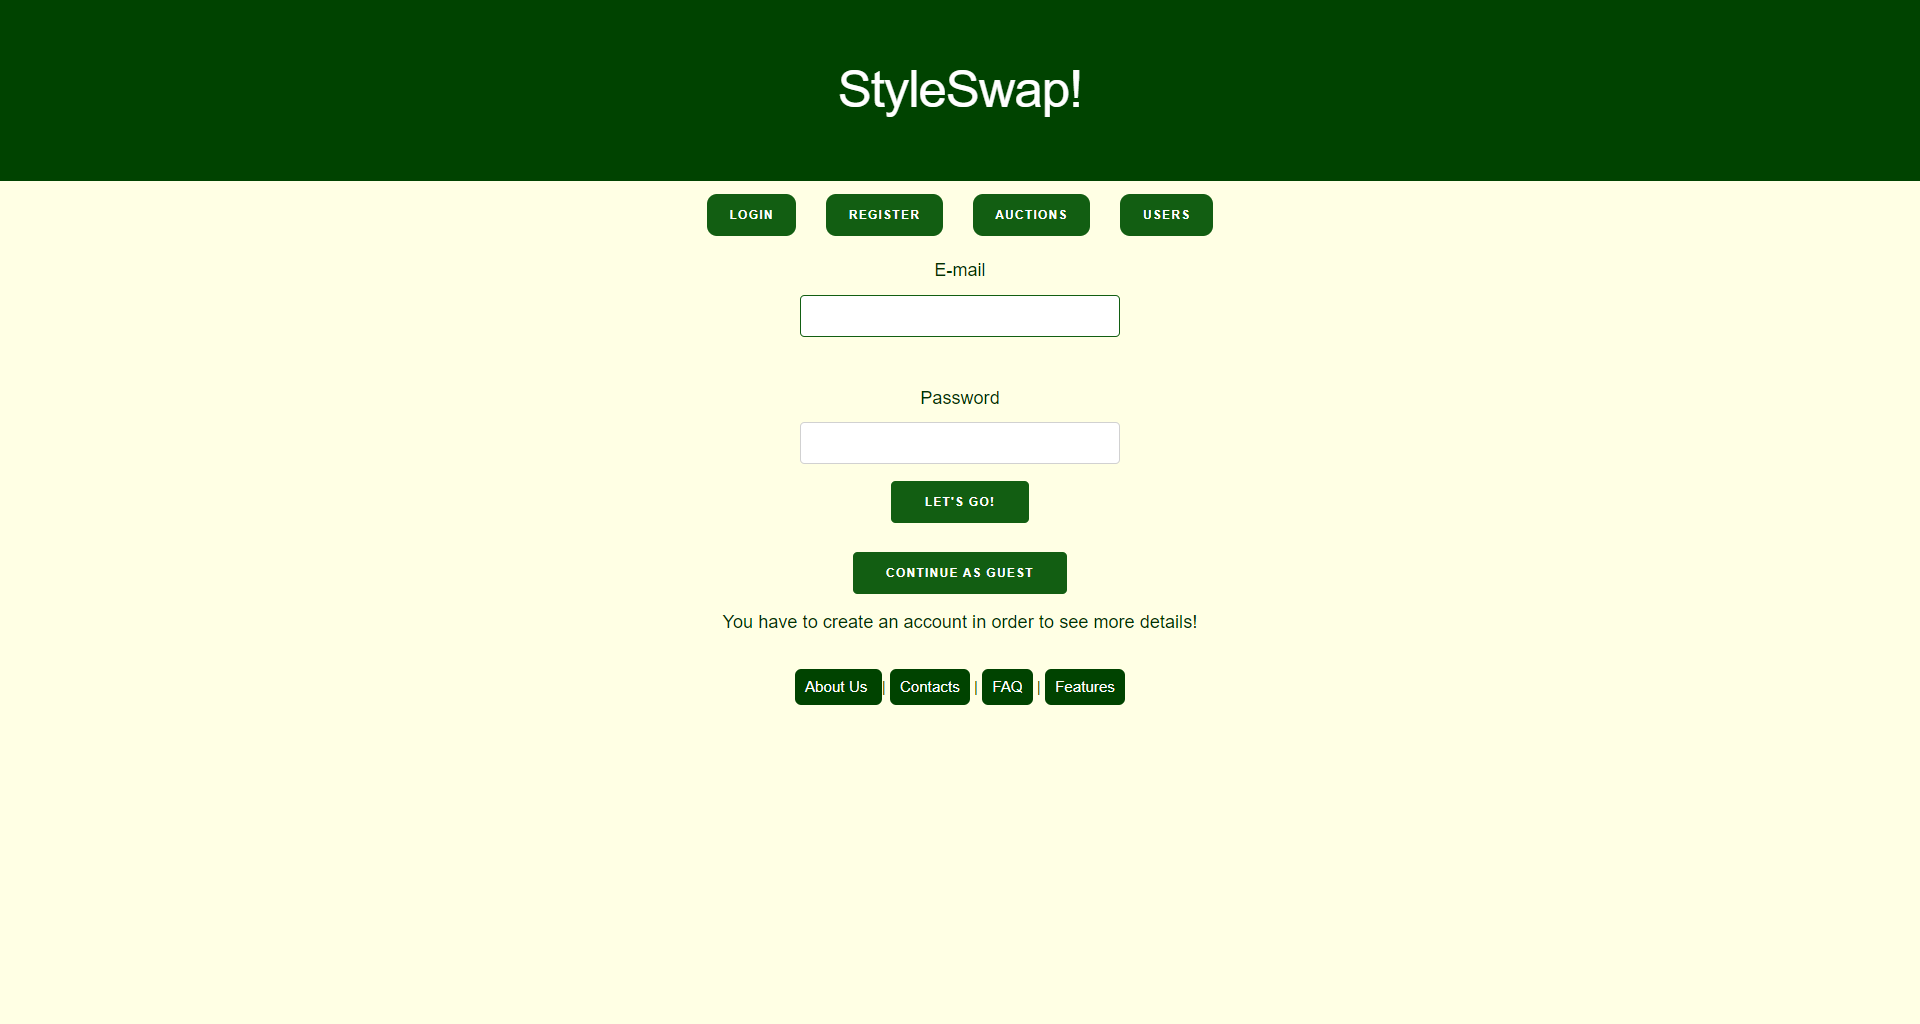 StyleSwap!
LOGIN REGISTER AUCTIONS USERS
E-mail
Password
LET'S GO!
CONTINUE AS GUEST
You have to create an account in order to see more details!
About Us | Contacts | FAQ | Features